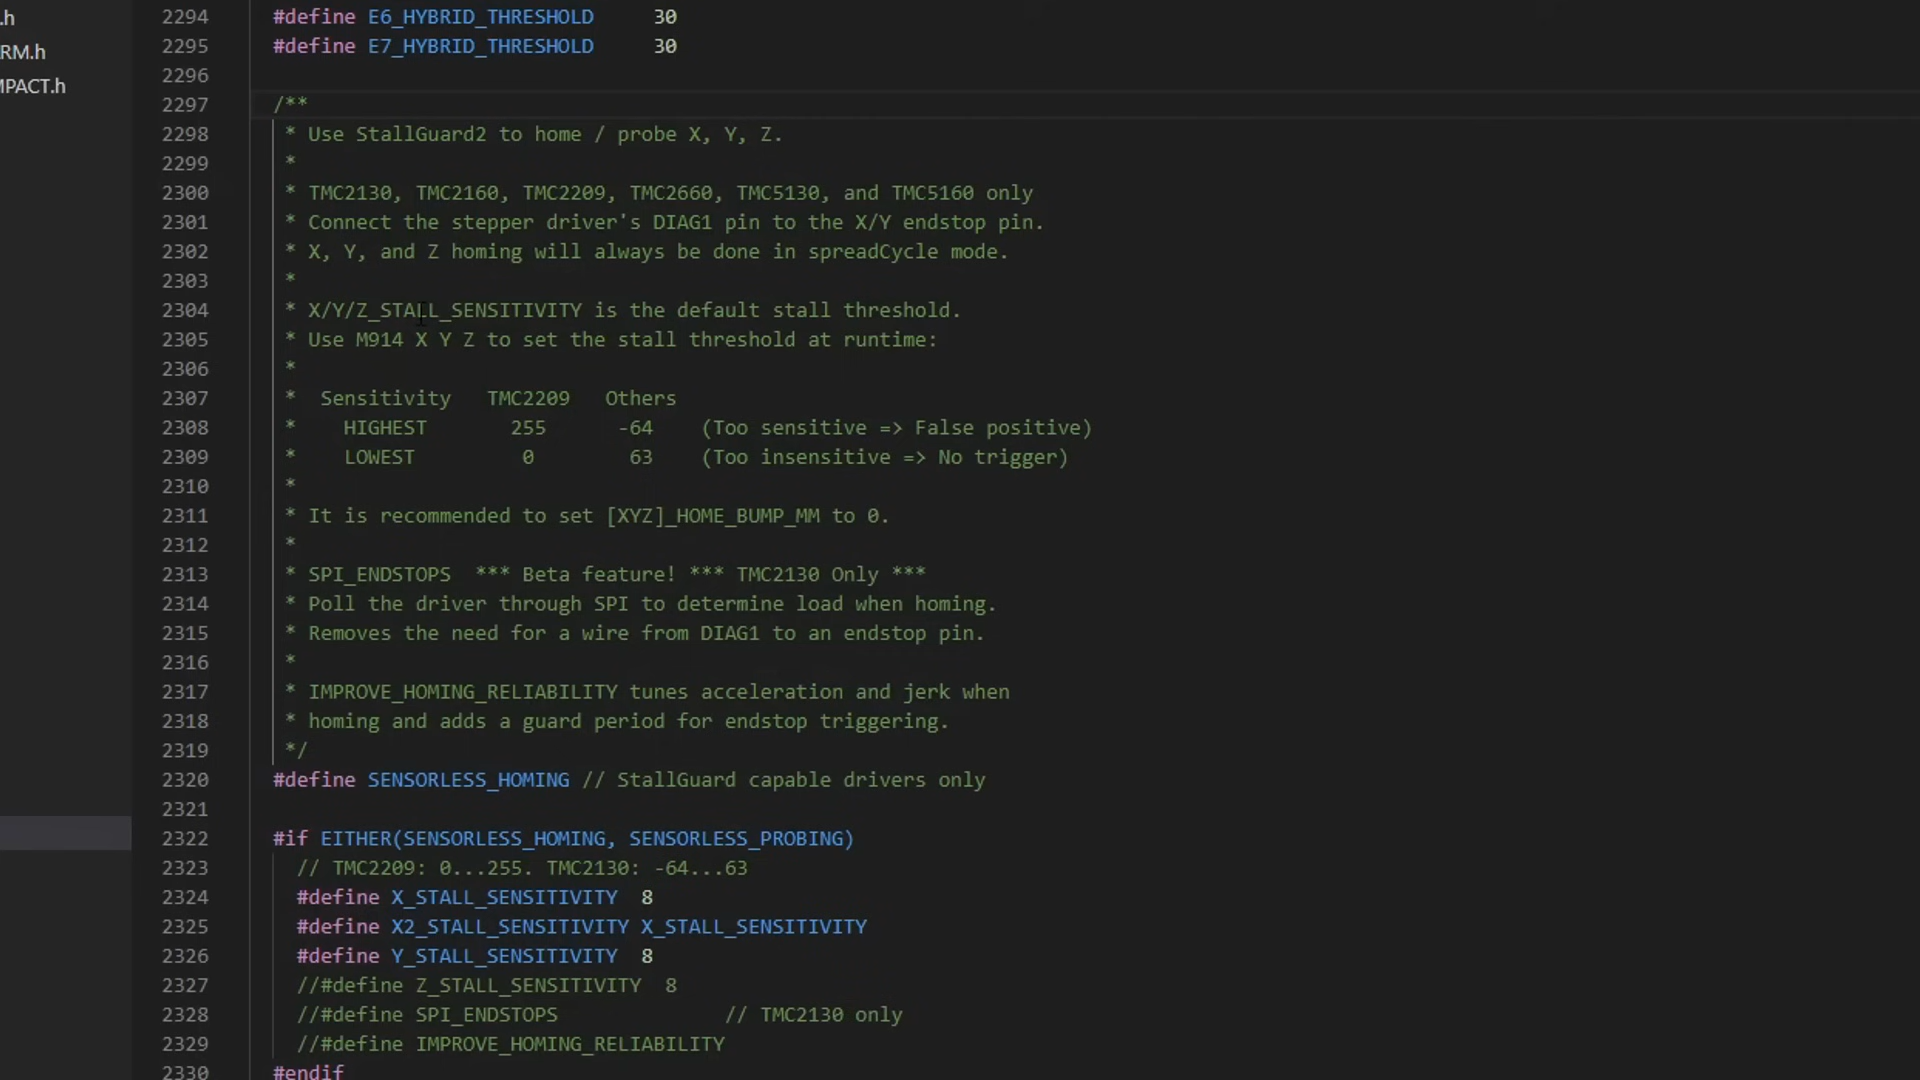 .h
RM.h
MPACT.h
2294 #define E6_HYBRID_THRESHOLD 30
2295 #define E7_HYBRID_THRESHOLD 30
2296
2297 /**
2298 * Use StallGuard2 to home / probe X, Y, Z.
2299 *
2300 * TMC2130, TMC2160, TMC2209, TMC2660, TMC5130, and TMC5160 only
2301 * Connect the stepper driver's DIAG1 pin to the X/Y endstop pin.
2302 * X, Y, and Z homing will always be done in spreadCycle mode.
2303 *
2304 * X/Y/Z_STALL_SENSITIVITY is the default stall threshold.
2305 * Use M914 X Y Z to set the stall threshold at runtime:
2306 *
2307 * Sensitivity TMC2209 Others
2308 * HIGHEST 255 -64 (Too sensitive => False positive)
2309 * LOWEST 0 63 (Too insensitive => No trigger)
2310 *
2311 * It is recommended to set [XYZ]_HOME_BUMP_MM to 0.
2312 *
2313 * SPI_ENDSTOPS *** Beta feature! *** TMC2130 Only ***
2314 * Poll the driver through SPI to determine load when homing.
2315 * Removes the need for a wire from DIAG1 to an endstop pin.
2316 *
2317 * IMPROVE_HOMING_RELIABILITY tunes acceleration and jerk when
2318 * homing and adds a guard period for endstop triggering.
2319 */
2320 #define SENSORLESS_HOMING // StallGuard capable drivers only
2321
2322 #if EITHER(SENSORLESS_HOMING, SENSORLESS_PROBING)
2323 // TMC2209: 0...255. TMC2130: -64...63
2324 #define X_STALL_SENSITIVITY 8
2325 #define X2_STALL_SENSITIVITY X_STALL_SENSITIVITY
2326 #define Y_STALL_SENSITIVITY 8
2327 //#define Z_STALL_SENSITIVITY 8
2328 //#define SPI_ENDSTOPS // TMC2130 only
2329 //#define IMPROVE_HOMING_RELIABILITY
2330 #endif